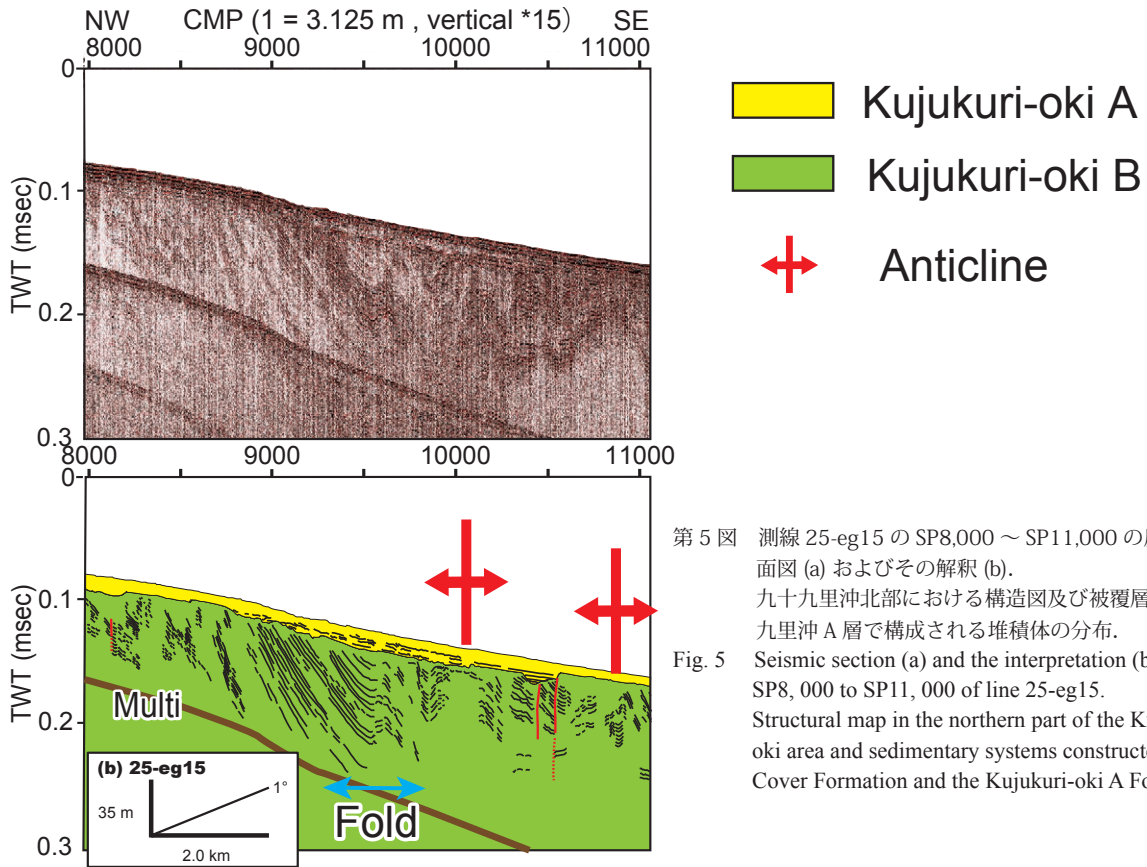 NW CMP (1 = 3.125 m , vertical *15) SE
8000 9000 10000 11000
0
0.1
0.2
0.3
TWT (msec)
Kujukuri-oki A
Kujukuri-oki B
Anticline
8000 9000 10000 11000
0
0.1
0.2
0.3
TWT (msec)
Multi
(b) 25-eg15
35 m
1°
2.0 km
Fold
第 5 図 測線 25-eg15 の SP8,000 ～ SP11,000 の
面図 (a) およびその解釈 (b).
九十九里沖北部における構造図及び被覆層
九里沖 A 層で構成される堆積体の分布.
Fig. 5 Seismic section (a) and the interpretation (b
SP8, 000 to SP11, 000 of line 25-eg15.
Structural map in the northern part of the K
oki area and sedimentary systems construct
Cover Formation and the Kujukuri-oki A Fo